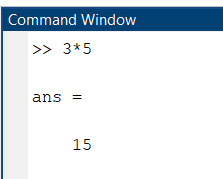 Command Window
>> 3*5
ans =
15